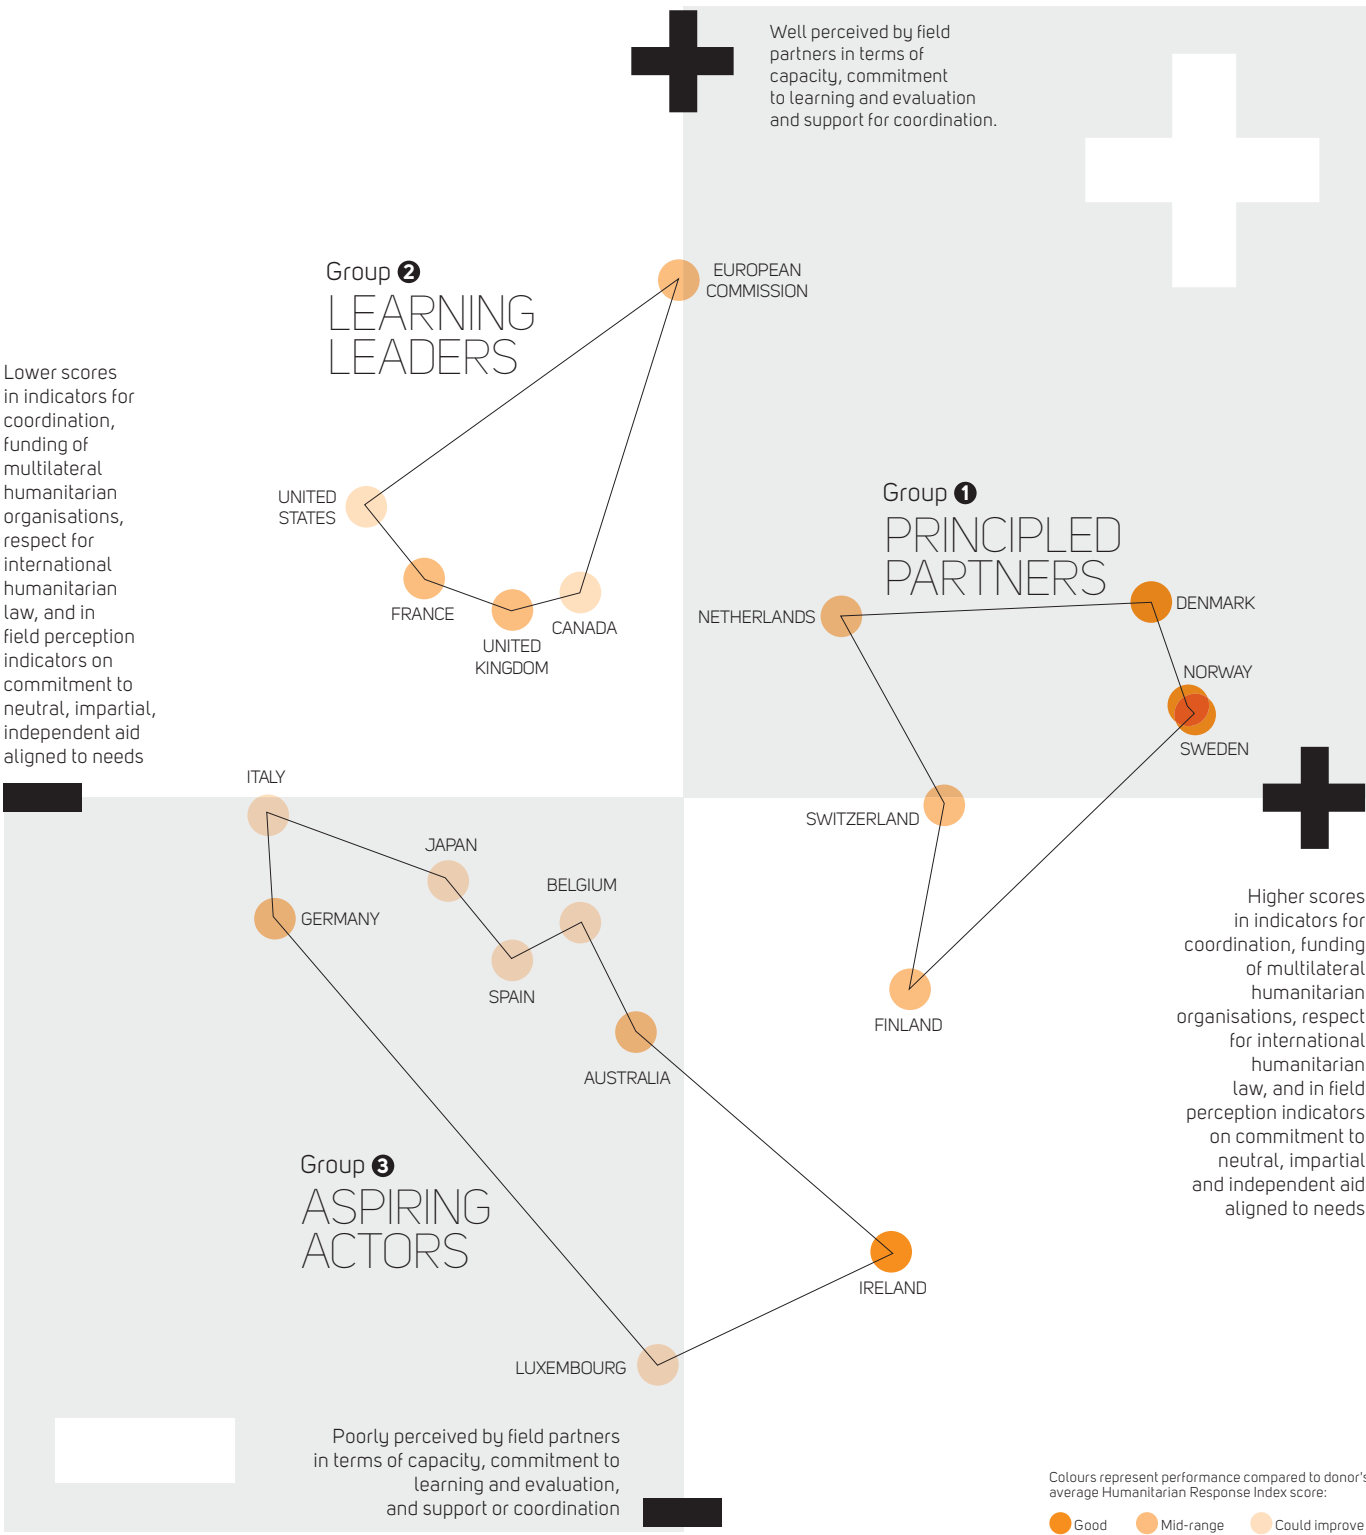 Well perceived by field
partners in terms of
capacity, commitment
to learning and evaluation
and support for coordination.
Group 2
LEARNING
LEADERS
EUROPEAN
COMMISSION
Lower scores
in indicators for
coordination,
funding of
multilateral
humanitarian
organisations,
respect for
international
humanitarian
law, and in
field perception
indicators on
commitment to
neutral, impartial,
independent aid
aligned to needs
UNITED
STATES
FRANCE
UNITED
KINGDOM
CANADA
Group 1
PRINCIPLED
PARTNERS
NETHERLANDS
DENMARK
NORWAY
SWEDEN
SWITZERLAND
FINLAND
ITALY
JAPAN
BELGIUM
GERMANY
SPAIN
AUSTRALIA
Higher scores
in indicators for
coordination, funding
of multilateral
humanitarian
organisations, respect
for international
humanitarian
law, and in field
perception indicators
on commitment to
neutral, impartial
and independent aid
aligned to needs
Group 3
ASPIRING
ACTORS
IRELAND
LUXEMBOURG
Poorly perceived by field partners
in terms of capacity, commitment to
learning and evaluation,
and support or coordination
Colours represent performance compared to donor's
average Humanitarian Response Index score:
Good
Mid-range
Could improve